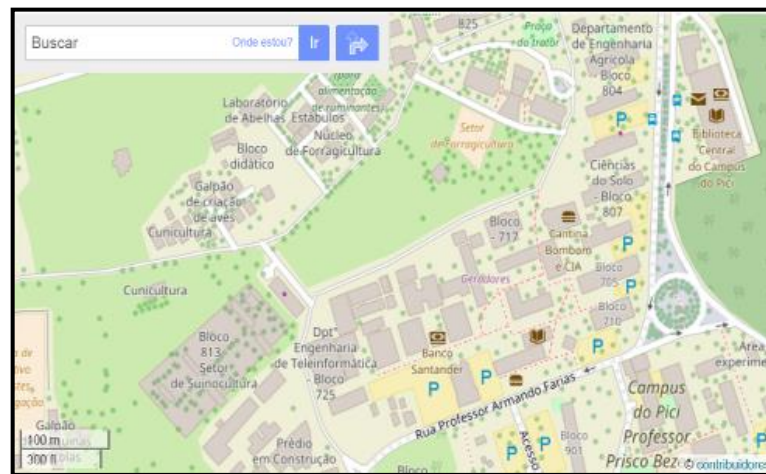 Buscar
Onde estou?
Ir
825
Praça
do trator
Departamento
de Engenharia
Agrícola
Bloco
804
para
alimentação
de ruminantes
Laboratório
de Abelhas
Estábulos
Núcleo
de Forragicultura
Setor
de Forragicultura
Bloco
didático
Biblioteca
Central
do Campus
do Pici
Ciências
do Solo
- Bloco
807
Galpão
de criação
de aves
Cunicultura
Bloco
- 717
Cantina
Bombom
e CIA
Geradores
Bloco
705
Bloco
710
Cunicultura
Bloco
813
Setor
de Suinocultura
Dptº
Engenharia
de Teleinformática
Bloco
725
Banco
Santander
P
P
P
P
P
P
P
P
Rua Professor Armando Farias
Area
experime
Campus
do Pici
Professor
Prisco Bez
Acesso
Bloco
901
Galpão
100 m
300 ft
Prédio
em Construção
Bloco
© contribuidores